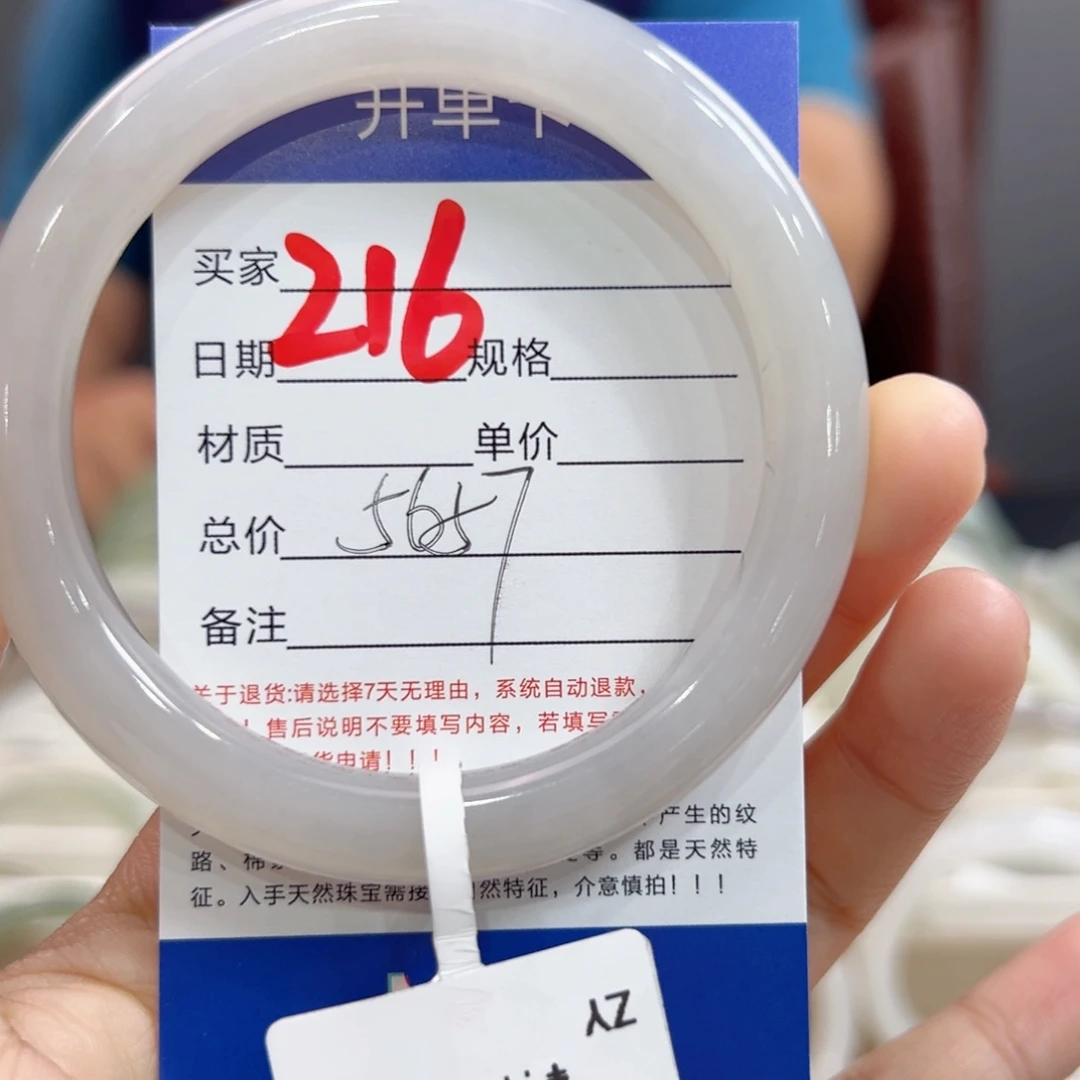 开单卡
216
买家
日期 规格
材质 单价
总价 5657
备注
关于退货:请选择7天无理由，系统自动退款，
！售后说明不要填写内容，若填写
货申请！！！
产生的纹
路、棉 等。都是天然特
征。入手天然珠宝需接 自然特征，介意慎拍！！！
YZ